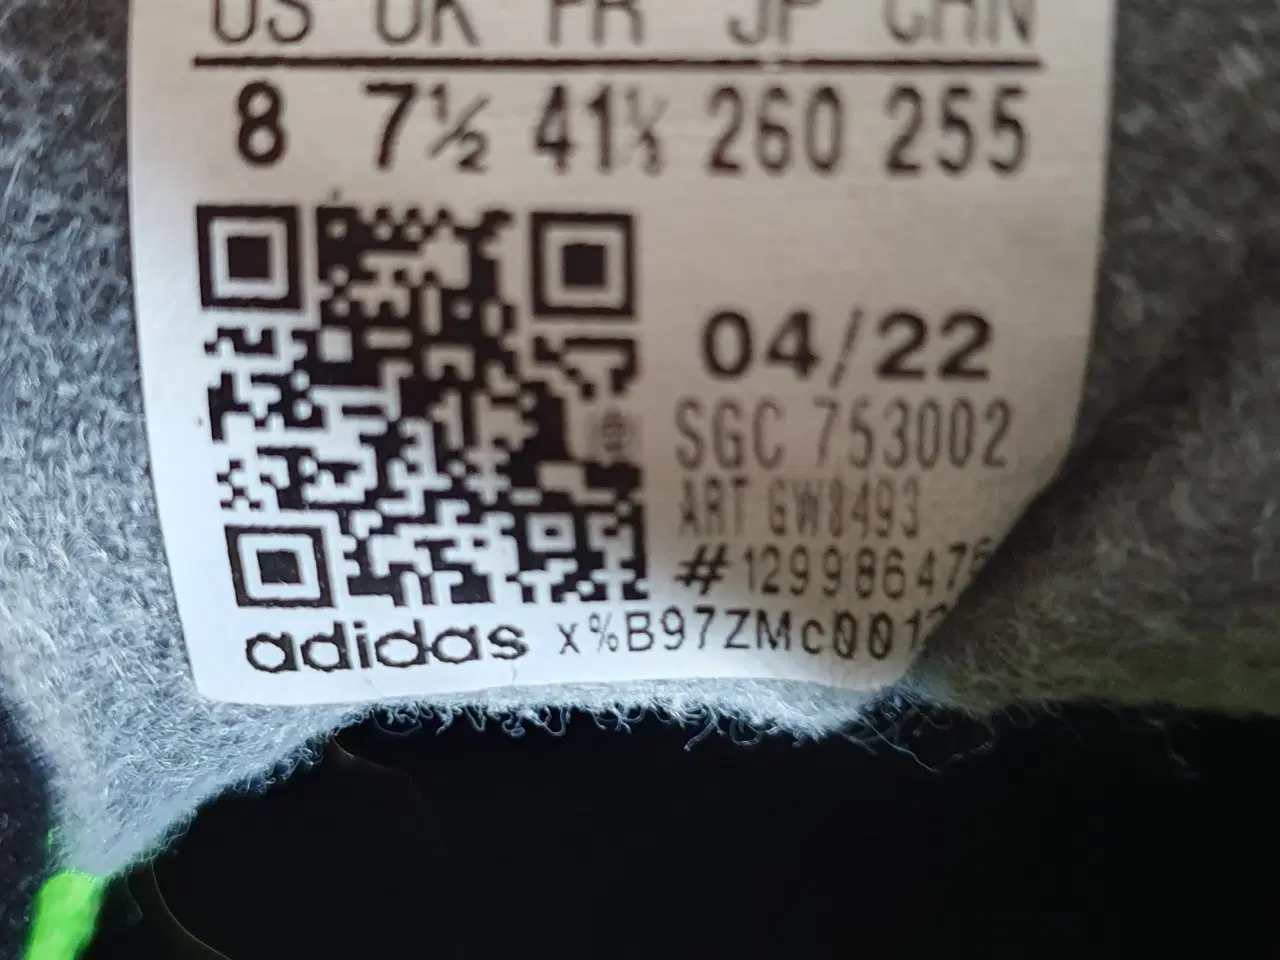 US UK FR JP CHN
8 7½ 41⅓ 260 255
04/22
SGC 753002
ART GW8493
#129986475
adidas x%B97ZMc001